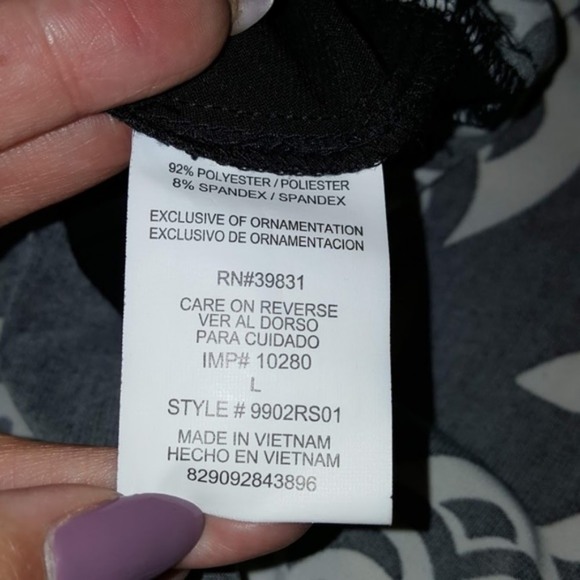 92% POLYESTER / POLIESTER
8% SPANDEX / SPANDEX
EXCLUSIVE OF ORNAMENTATION
EXCLUSIVO DE ORNAMENTACION
RN#39831
CARE ON REVERSE
VER AL DORSO
PARA CUIDADO
IMP# 10280
L
STYLE # 9902RS01
MADE IN VIETNAM
HECHO EN VIETNAM
829092843896